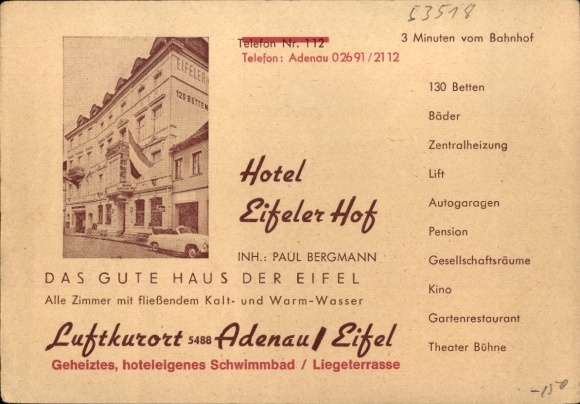 53518
EIFELER
130 BETTEN
Telefon Nr. 112
Telefon: Adenau 02691/2112
3 Minuten vom Bahnhof
Hotel
Eifeler Hof
INH.: PAUL BERGMANN
DAS GUTE HAUS DER EIFEL
Alle Zimmer mit fließendem Kalt- und Warm-Wasser
Luftkurort 5488 Adenau / Eifel
Geheiztes, hoteleigenes Schwimmbad / Liegeterrasse
130 Betten
Bäder
Zentralheizung
Lift
Autogaragen
Pension
Gesellschaftsräume
Kino
Gartenrestaurant
Theater Bühne
-150